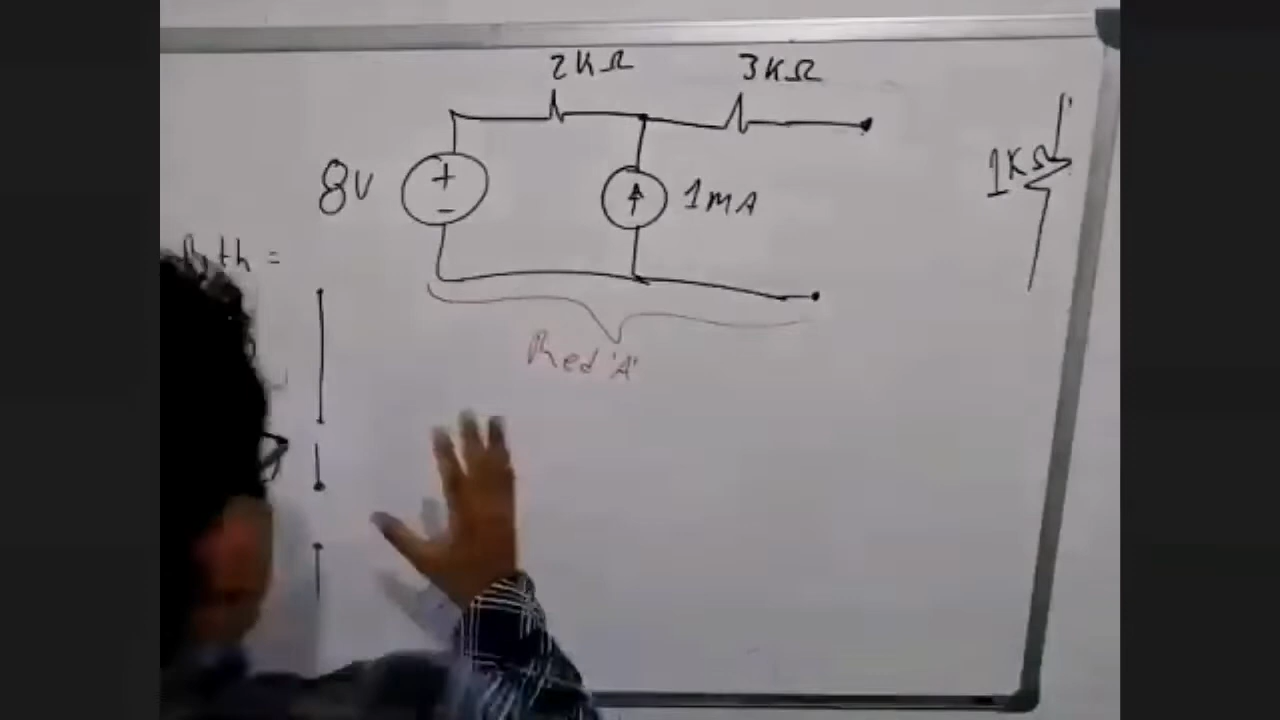 2KΩ 3KΩ
8V + - 1mA 1KΩ
Rth =
Red 'A'